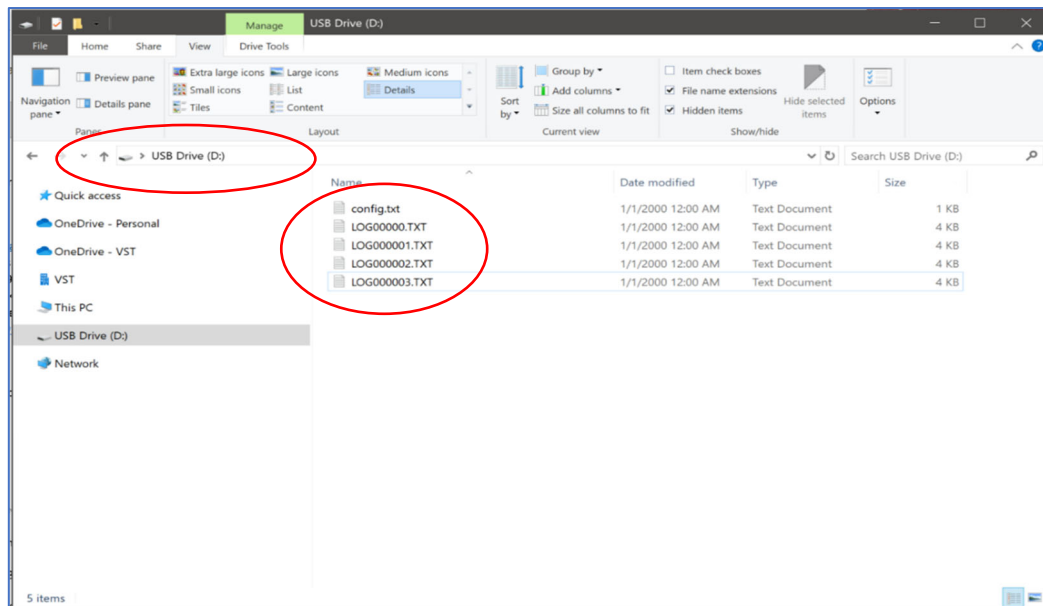 Manage USB Drive (D:)
File Home Share View Drive Tools
Navigation pane
Preview pane
Details pane
Panes
Extra large icons Large icons Medium icons
Small icons List Details
Tiles Content
Layout
Sort by
Group by
Add columns
Size all columns to fit
Current view
Item check boxes
File name extensions
Hidden items
Hide selected items
Show/hide
Options
USB Drive (D:)
Search USB Drive (D:)
Quick access
OneDrive - Personal
OneDrive - VST
VST
This PC
USB Drive (D:)
Network
Name Date modified Type Size
config.txt 1/1/2000 12:00 AM Text Document 1 KB
LOG00000.TXT 1/1/2000 12:00 AM Text Document 4 KB
LOG000001.TXT 1/1/2000 12:00 AM Text Document 4 KB
LOG000002.TXT 1/1/2000 12:00 AM Text Document 4 KB
LOG000003.TXT 1/1/2000 12:00 AM Text Document 4 KB
5 items